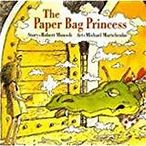 The
Paper Bag Princess
Story • Robert Munsch Art • Michael Martchenko